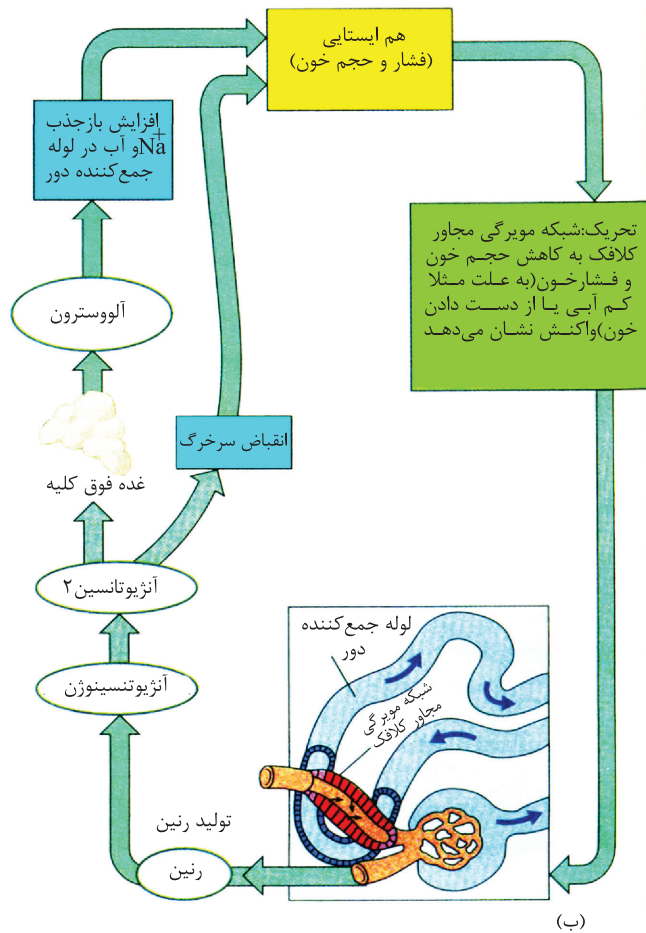 هم ایستایی
(فشار و حجم خون)
افزایش بازجذب
Na+ و آب در لوله
جمع‌کننده دور
تحریک:شبکه مویرگی مجاور
کلافک به کاهش حجم خون
و فشارخون(به علت مثلا
کم آبی یا از دست دادن
خون)واکنش نشان می‌دهد
آلووسترون
انقباض سرخرگ
غده فوق کلیه
آنژیوتانسین۲
آنژیوتنسینوژن
لوله جمع‌کننده
دور
شبکه مویرگی
مجاور کلافک
تولید رنین
رنین
(ب)